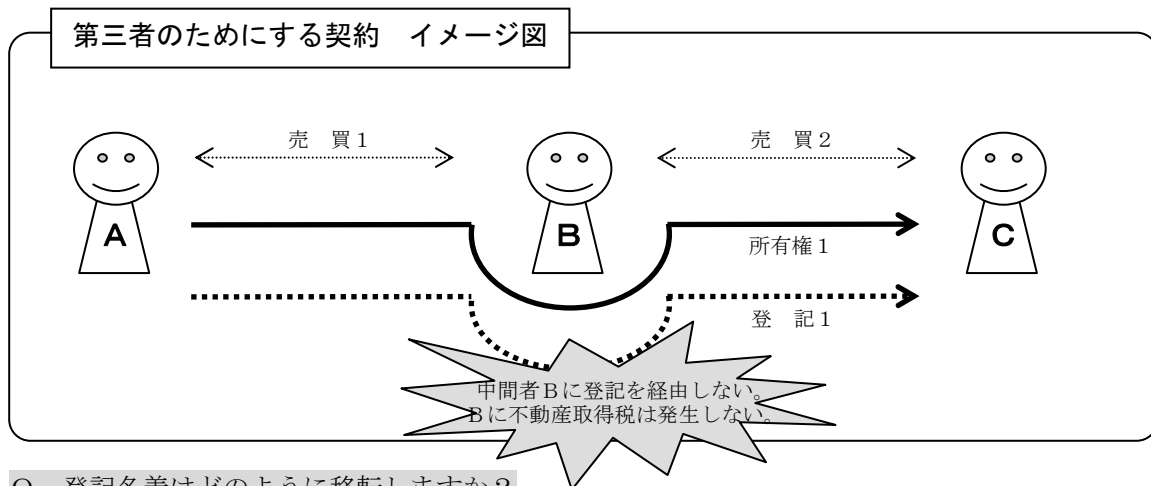 第三者のためにする契約　イメージ図
売　買１
売　買２
A
B
C
所有権１
登　記１
中間者Ｂに登記を経由しない。
Ｂに不動産取得税は発生しない。
Ｑ　登記名義はどのように移転しますか？